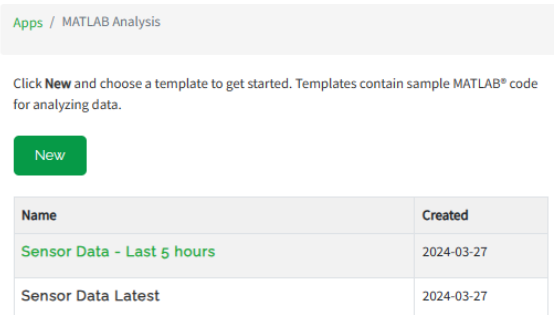 Apps / MATLAB Analysis
Click New and choose a template to get started. Templates contain sample MATLAB® code
for analyzing data.
New
Name Created
Sensor Data - Last 5 hours 2024-03-27
Sensor Data Latest 2024-03-27